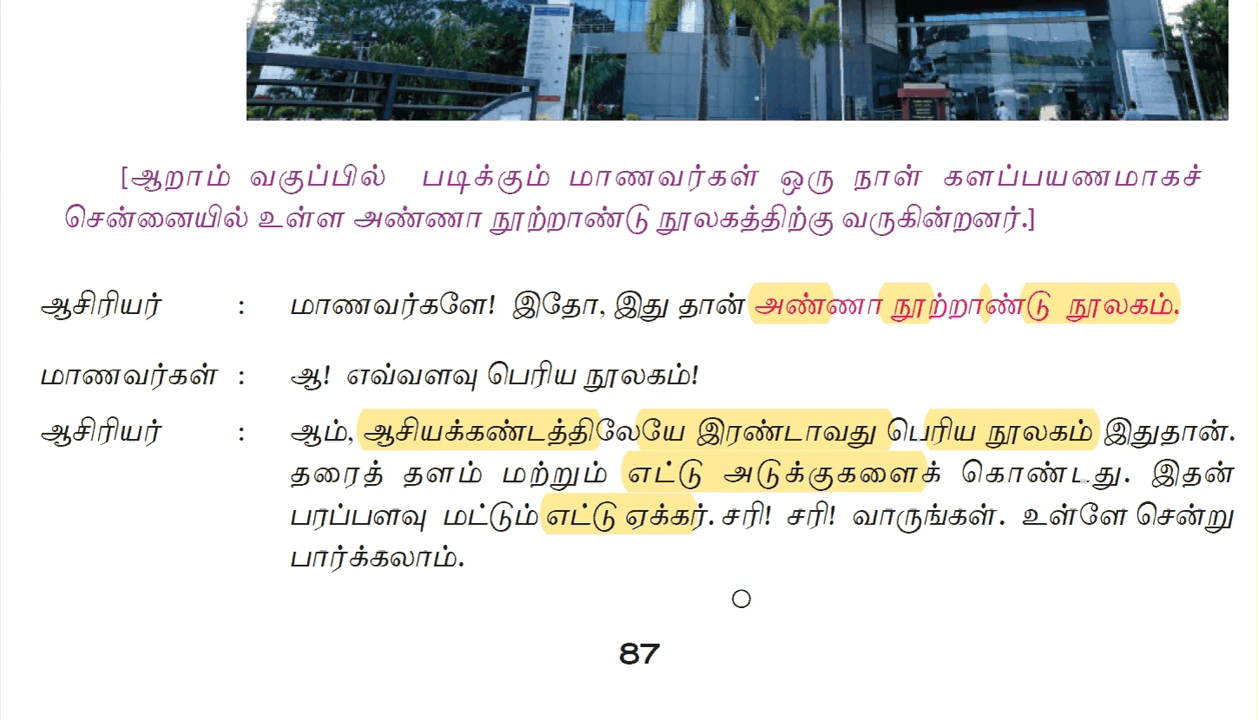 [ஆறாம் வகுப்பில் படிக்கும் மாணவர்கள் ஒரு நாள் களப்பயணமாகச்
சென்னையில் உள்ள அண்ணா நூற்றாண்டு நூலகத்திற்கு வருகின்றனர்.]
ஆசிரியர் : மாணவர்களே! இதோ, இது தான் அண்ணா நூற்றாண்டு நூலகம்.
மாணவர்கள் : ஆ! எவ்வளவு பெரிய நூலகம்!
ஆசிரியர் : ஆம், ஆசியக்கண்டத்திலேயே இரண்டாவது பெரிய நூலகம் இதுதான்.
தரைத் தளம் மற்றும் எட்டு அடுக்குகளைக் கொண்டது. இதன்
பரப்பளவு மட்டும் எட்டு ஏக்கர். சரி! சரி! வாருங்கள். உள்ளே சென்று
பார்க்கலாம்.
87